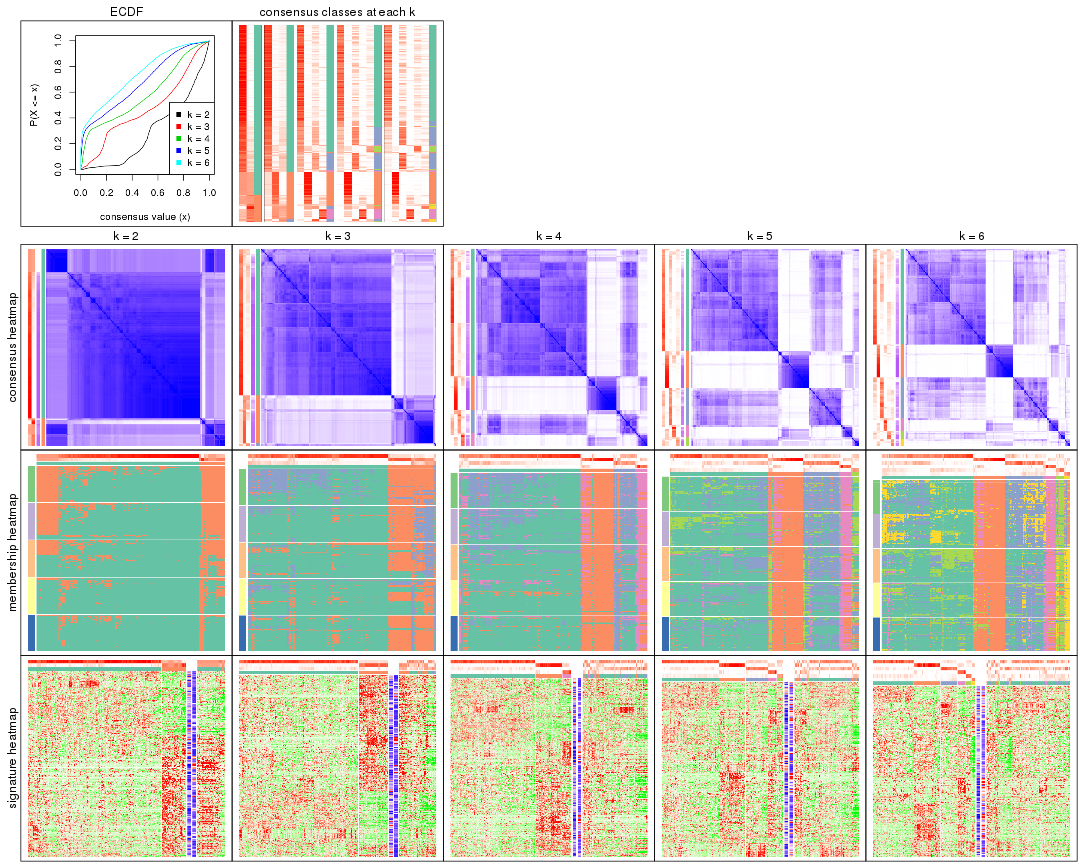 ECDF
consensus classes at each k
P(X <= x)
1.0
0.8
0.6
0.4
0.2
0.0
k = 2
k = 3
k = 4
k = 5
k = 6
0.0 0.2 0.4 0.6 0.8 1.0
consensus value (x)
k = 2
k = 3
k = 4
k = 5
k = 6
consensus heatmap
membership heatmap
signature heatmap